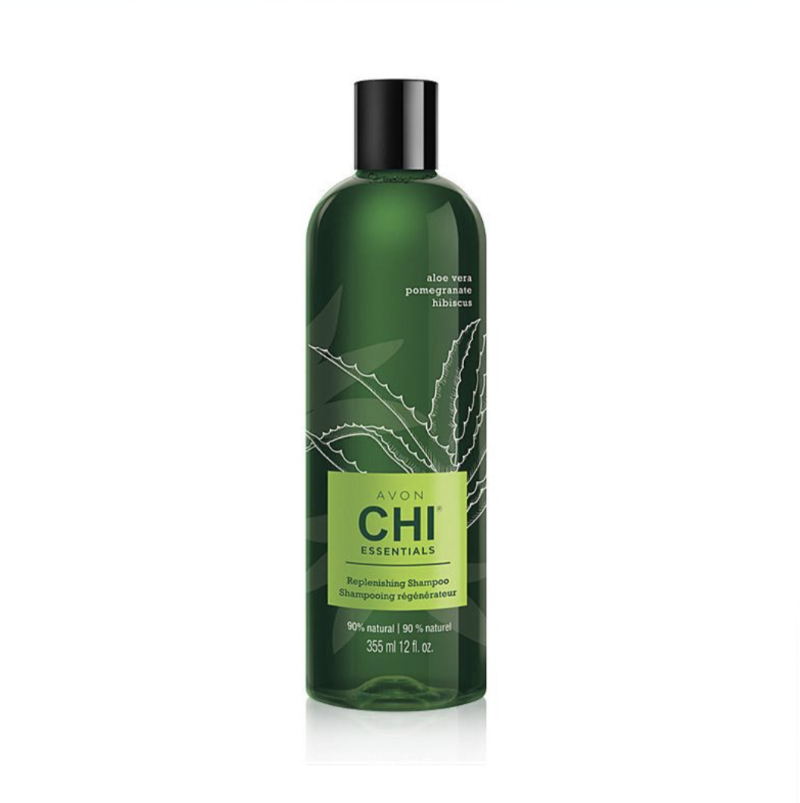 aloe vera
pomegranate
hibiscus
AVON
CHI®
ESSENTIALS
Replenishing Shampoo
Shampooing régénérateur
90% natural | 90 % naturel
355 ml 12 fl. oz.